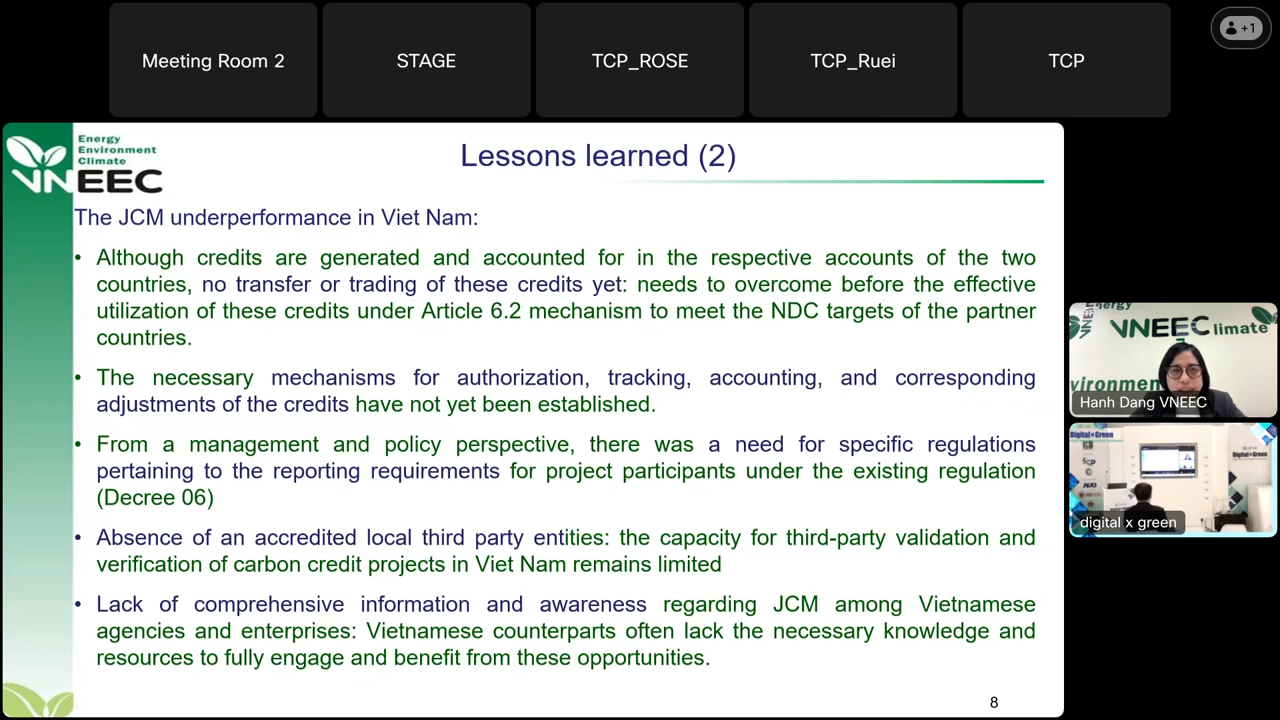 Meeting Room 2
STAGE
TCP_ROSE
TCP_Ruei
TCP
+1
Energy
Environment
Climate
VNEEC
Lessons learned (2)
The JCM underperformance in Viet Nam:
• Although credits are generated and accounted for in the respective accounts of the two
countries, no transfer or trading of these credits yet: needs to overcome before the effective
utilization of these credits under Article 6.2 mechanism to meet the NDC targets of the partner
countries.
• The necessary mechanisms for authorization, tracking, accounting, and corresponding
adjustments of the credits have not yet been established.
• From a management and policy perspective, there was a need for specific regulations
pertaining to the reporting requirements for project participants under the existing regulation
(Decree 06)
• Absence of an accredited local third party entities: the capacity for third-party validation and
verification of carbon credit projects in Viet Nam remains limited
• Lack of comprehensive information and awareness regarding JCM among Vietnamese
agencies and enterprises: Vietnamese counterparts often lack the necessary knowledge and
resources to fully engage and benefit from these opportunities.
8
VNEEC
climate
Hanh Dang VNEEC
Digital×Green
AUO
Digital×Green
digital x green